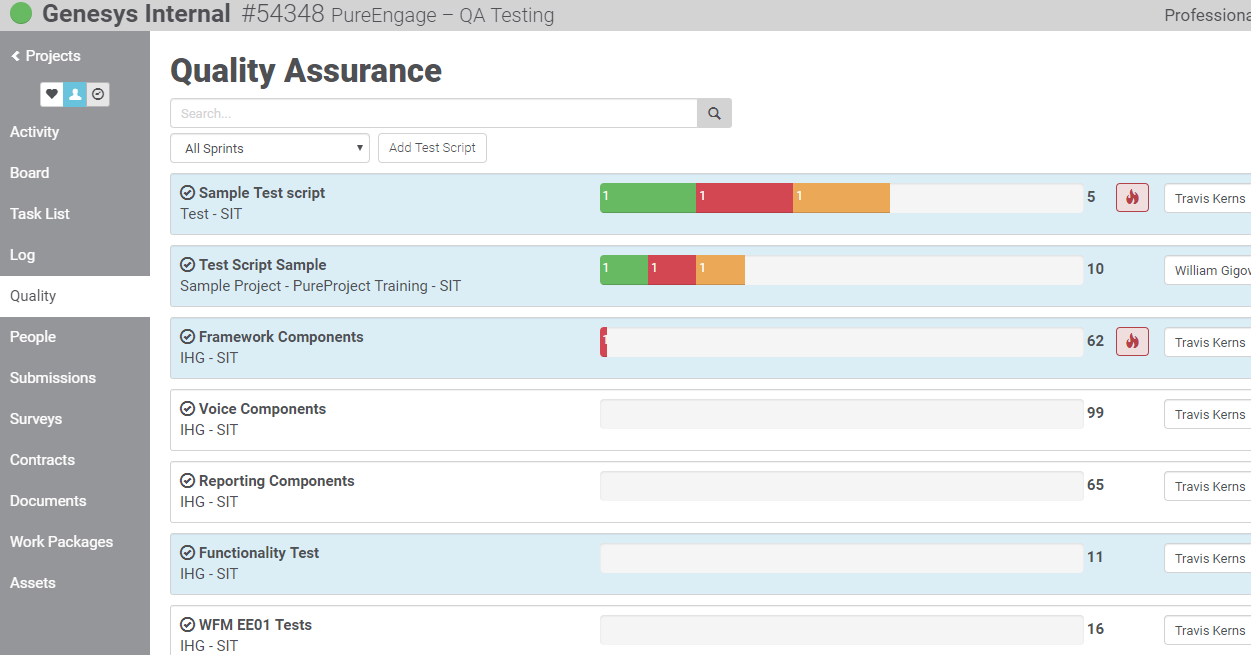 Genesys Internal #54348 PureEngage – QA Testing
Professiona
Projects
Activity
Board
Task List
Log
Quality
People
Submissions
Surveys
Contracts
Documents
Work Packages
Assets
Quality Assurance
Search...
All Sprints
Add Test Script
Sample Test script
Test - SIT
1 1 1 5 Travis Kerns
Test Script Sample
Sample Project - PureProject Training - SIT
1 1 1 10 William Gigov
Framework Components
IHG - SIT
1 62 Travis Kerns
Voice Components
IHG - SIT
99 Travis Kerns
Reporting Components
IHG - SIT
65 Travis Kerns
Functionality Test
IHG - SIT
11 Travis Kerns
WFM EE01 Tests
IHG - SIT
16 Travis Kerns